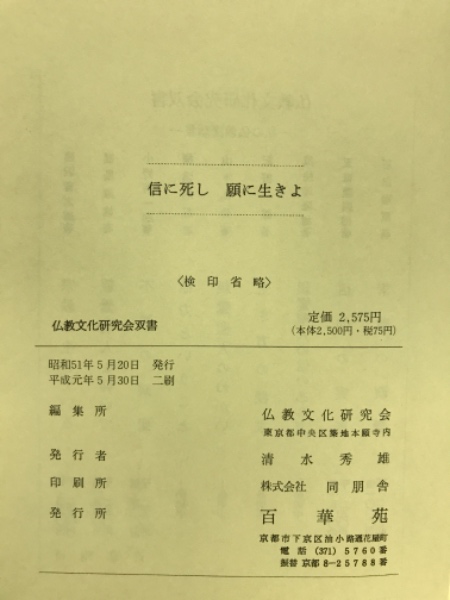 信に死し 願に生きよ
〈検印省略〉
仏教文化研究会双書
定価 2,575円
(本体2,500円・税75円)
昭和51年5月20日 発行
平成元年5月30日 二刷
編集所 仏教文化研究会
東京都中央区築地本願寺内
発行者 清水秀雄
印刷所 株式会社 同朋舎
発行所 百華苑
京都市下京区油小路通花屋町
電話 (371) 5760番
振替 京都 8-25788番